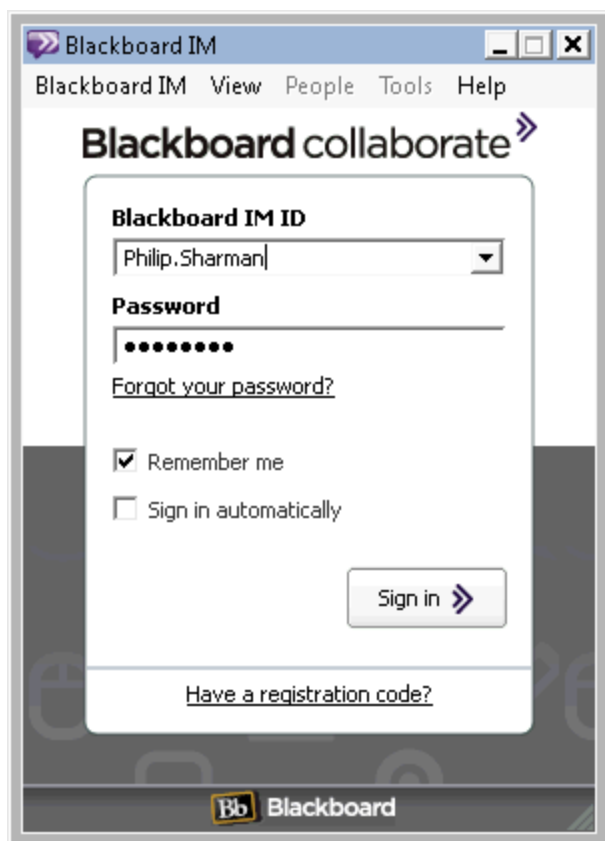 Blackboard IM
Blackboard IM View People Tools Help
Blackboard collaborate
Blackboard IM ID
Philip.Sharman
Password
••••••••
Forgot your password?
Remember me
Sign in automatically
Sign in
Have a registration code?
Bb Blackboard